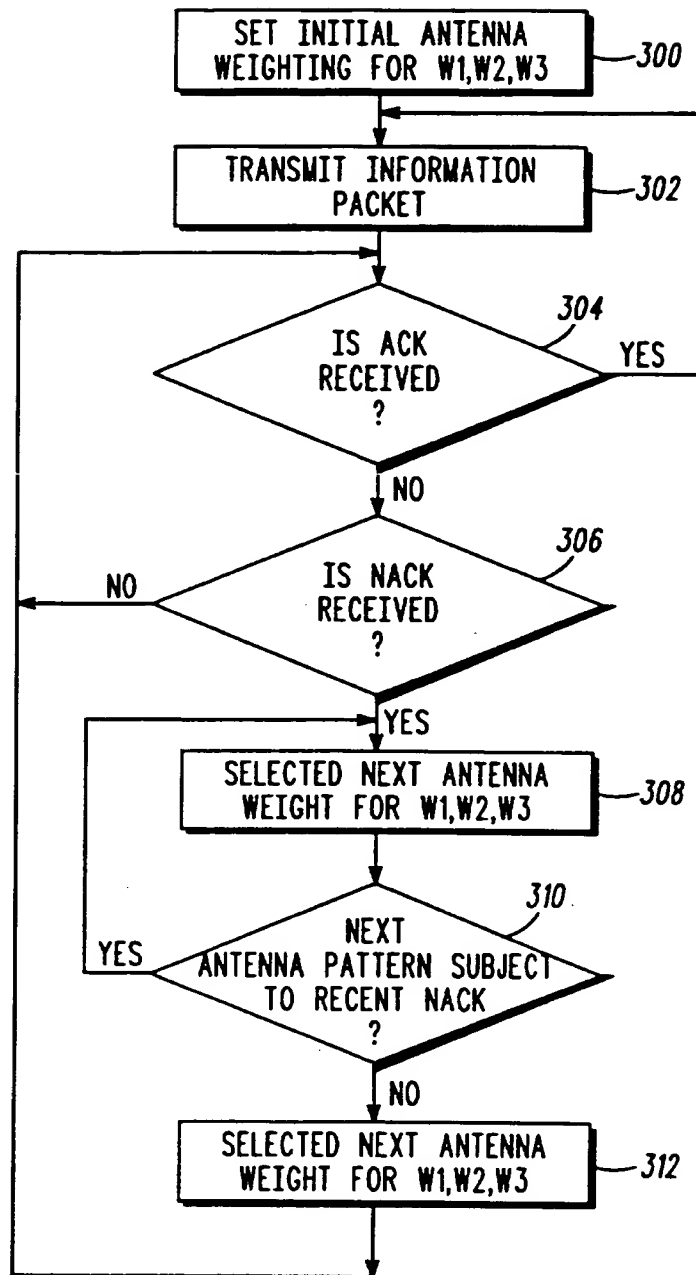 SET INITIAL ANTENNA
WEIGHTING FOR W1,W2,W3
300
TRANSMIT INFORMATION
PACKET
302
304
IS ACK
RECEIVED
?
YES
NO
306
IS NACK
RECEIVED
?
NO
YES
SELECTED NEXT ANTENNA
WEIGHT FOR W1,W2,W3
308
310
NEXT
ANTENNA PATTERN SUBJECT
TO RECENT NACK
?
YES
NO
SELECTED NEXT ANTENNA
WEIGHT FOR W1,W2,W3
312